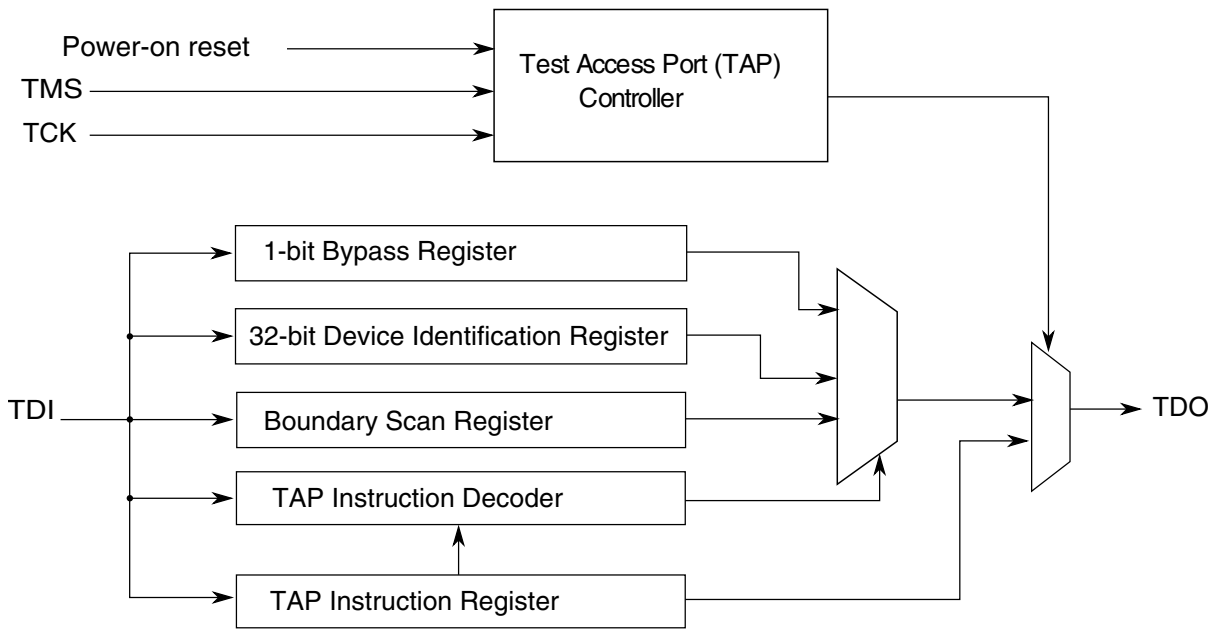 Power-on reset
TMS
TCK
Test Access Port (TAP)
Controller
1-bit Bypass Register
32-bit Device Identification Register
TDI
Boundary Scan Register
TDO
TAP Instruction Decoder
TAP Instruction Register